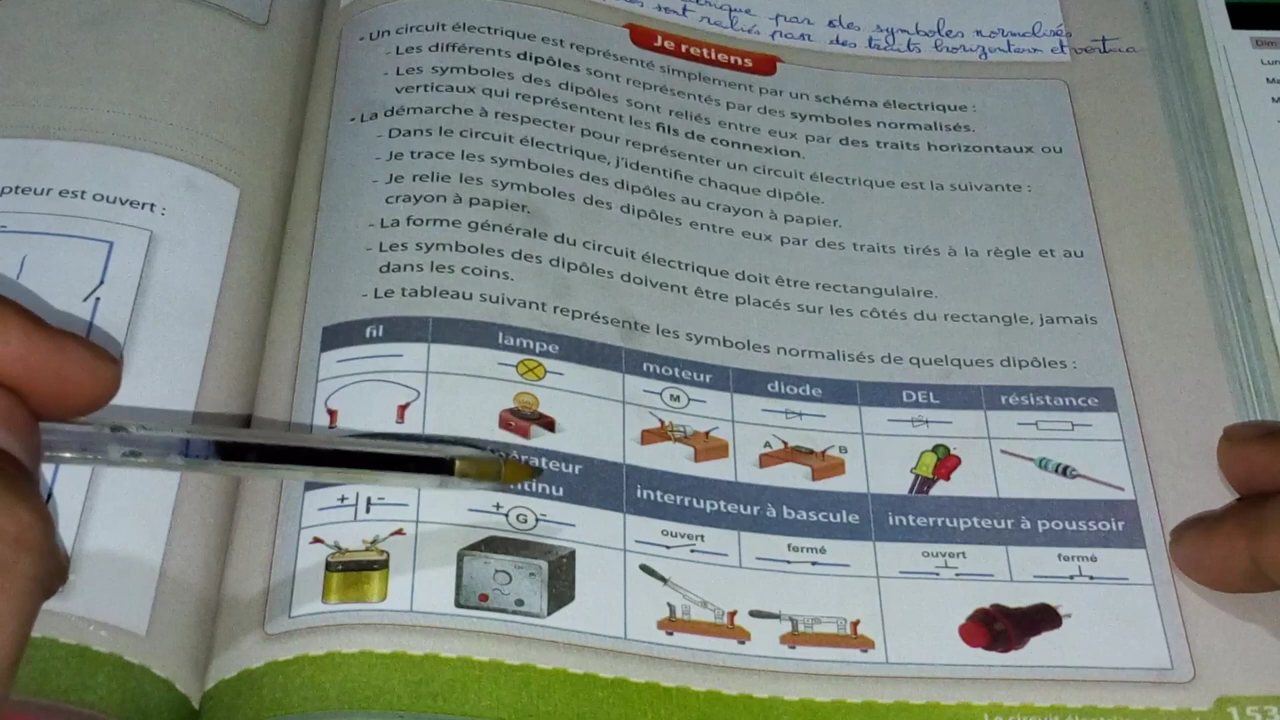 par des symboles normalisés
sont reliés par des traits horizontaux et vertica
Je retiens
- Un circuit électrique est représenté simplement par un schéma électrique :
- Les différents dipôles sont représentés par des symboles normalisés.
- Les symboles des dipôles sont reliés entre eux par des traits horizontaux ou
verticaux qui représentent les fils de connexion.
- La démarche à respecter pour représenter un circuit électrique est la suivante :
- Dans le circuit électrique, j'identifie chaque dipôle.
- Je trace les symboles des dipôles au crayon à papier.
- Je relie les symboles des dipôles entre eux par des traits tirés à la règle et au
crayon à papier.
- La forme générale du circuit électrique doit être rectangulaire.
- Les symboles des dipôles doivent être placés sur les côtés du rectangle, jamais
dans les coins.
- Le tableau suivant représente les symboles normalisés de quelques dipôles :
pteur est ouvert :
fil lampe moteur diode DEL résistance
M
A B
érateur
tinu
interrupteur à bascule interrupteur à poussoir
+ - + G -
ouvert fermé ouvert fermé
153
Dim
Lun
Ma
M